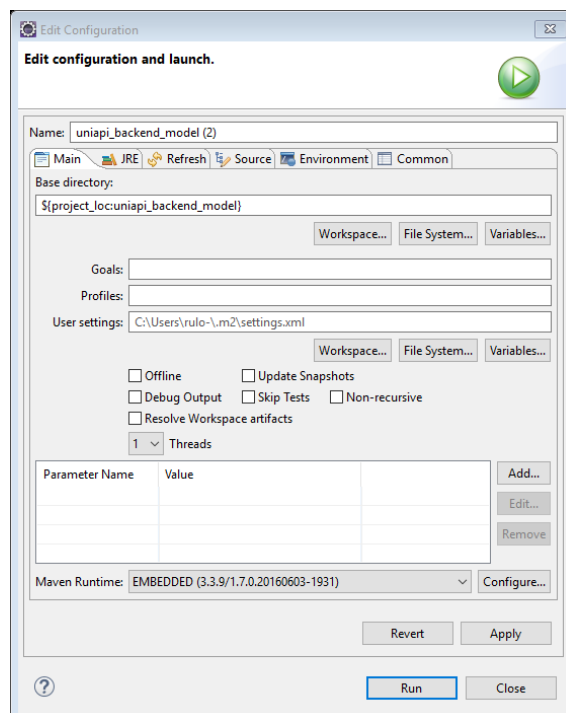 Edit Configuration
Edit configuration and launch.
Name: uniapi_backend_model (2)
Main JRE Refresh Source Environment Common
Base directory:
${project_loc:uniapi_backend_model}
Workspace... File System... Variables...
Goals:
Profiles:
User settings: C:\Users\rulo-\.m2\settings.xml
Workspace... File System... Variables...
Offline Update Snapshots
Debug Output Skip Tests Non-recursive
Resolve Workspace artifacts
1 Threads
Parameter Name Value Add...
Edit...
Remove
Maven Runtime: EMBEDDED (3.3.9/1.7.0.20160603-1931) Configure...
Revert Apply
? Run Close